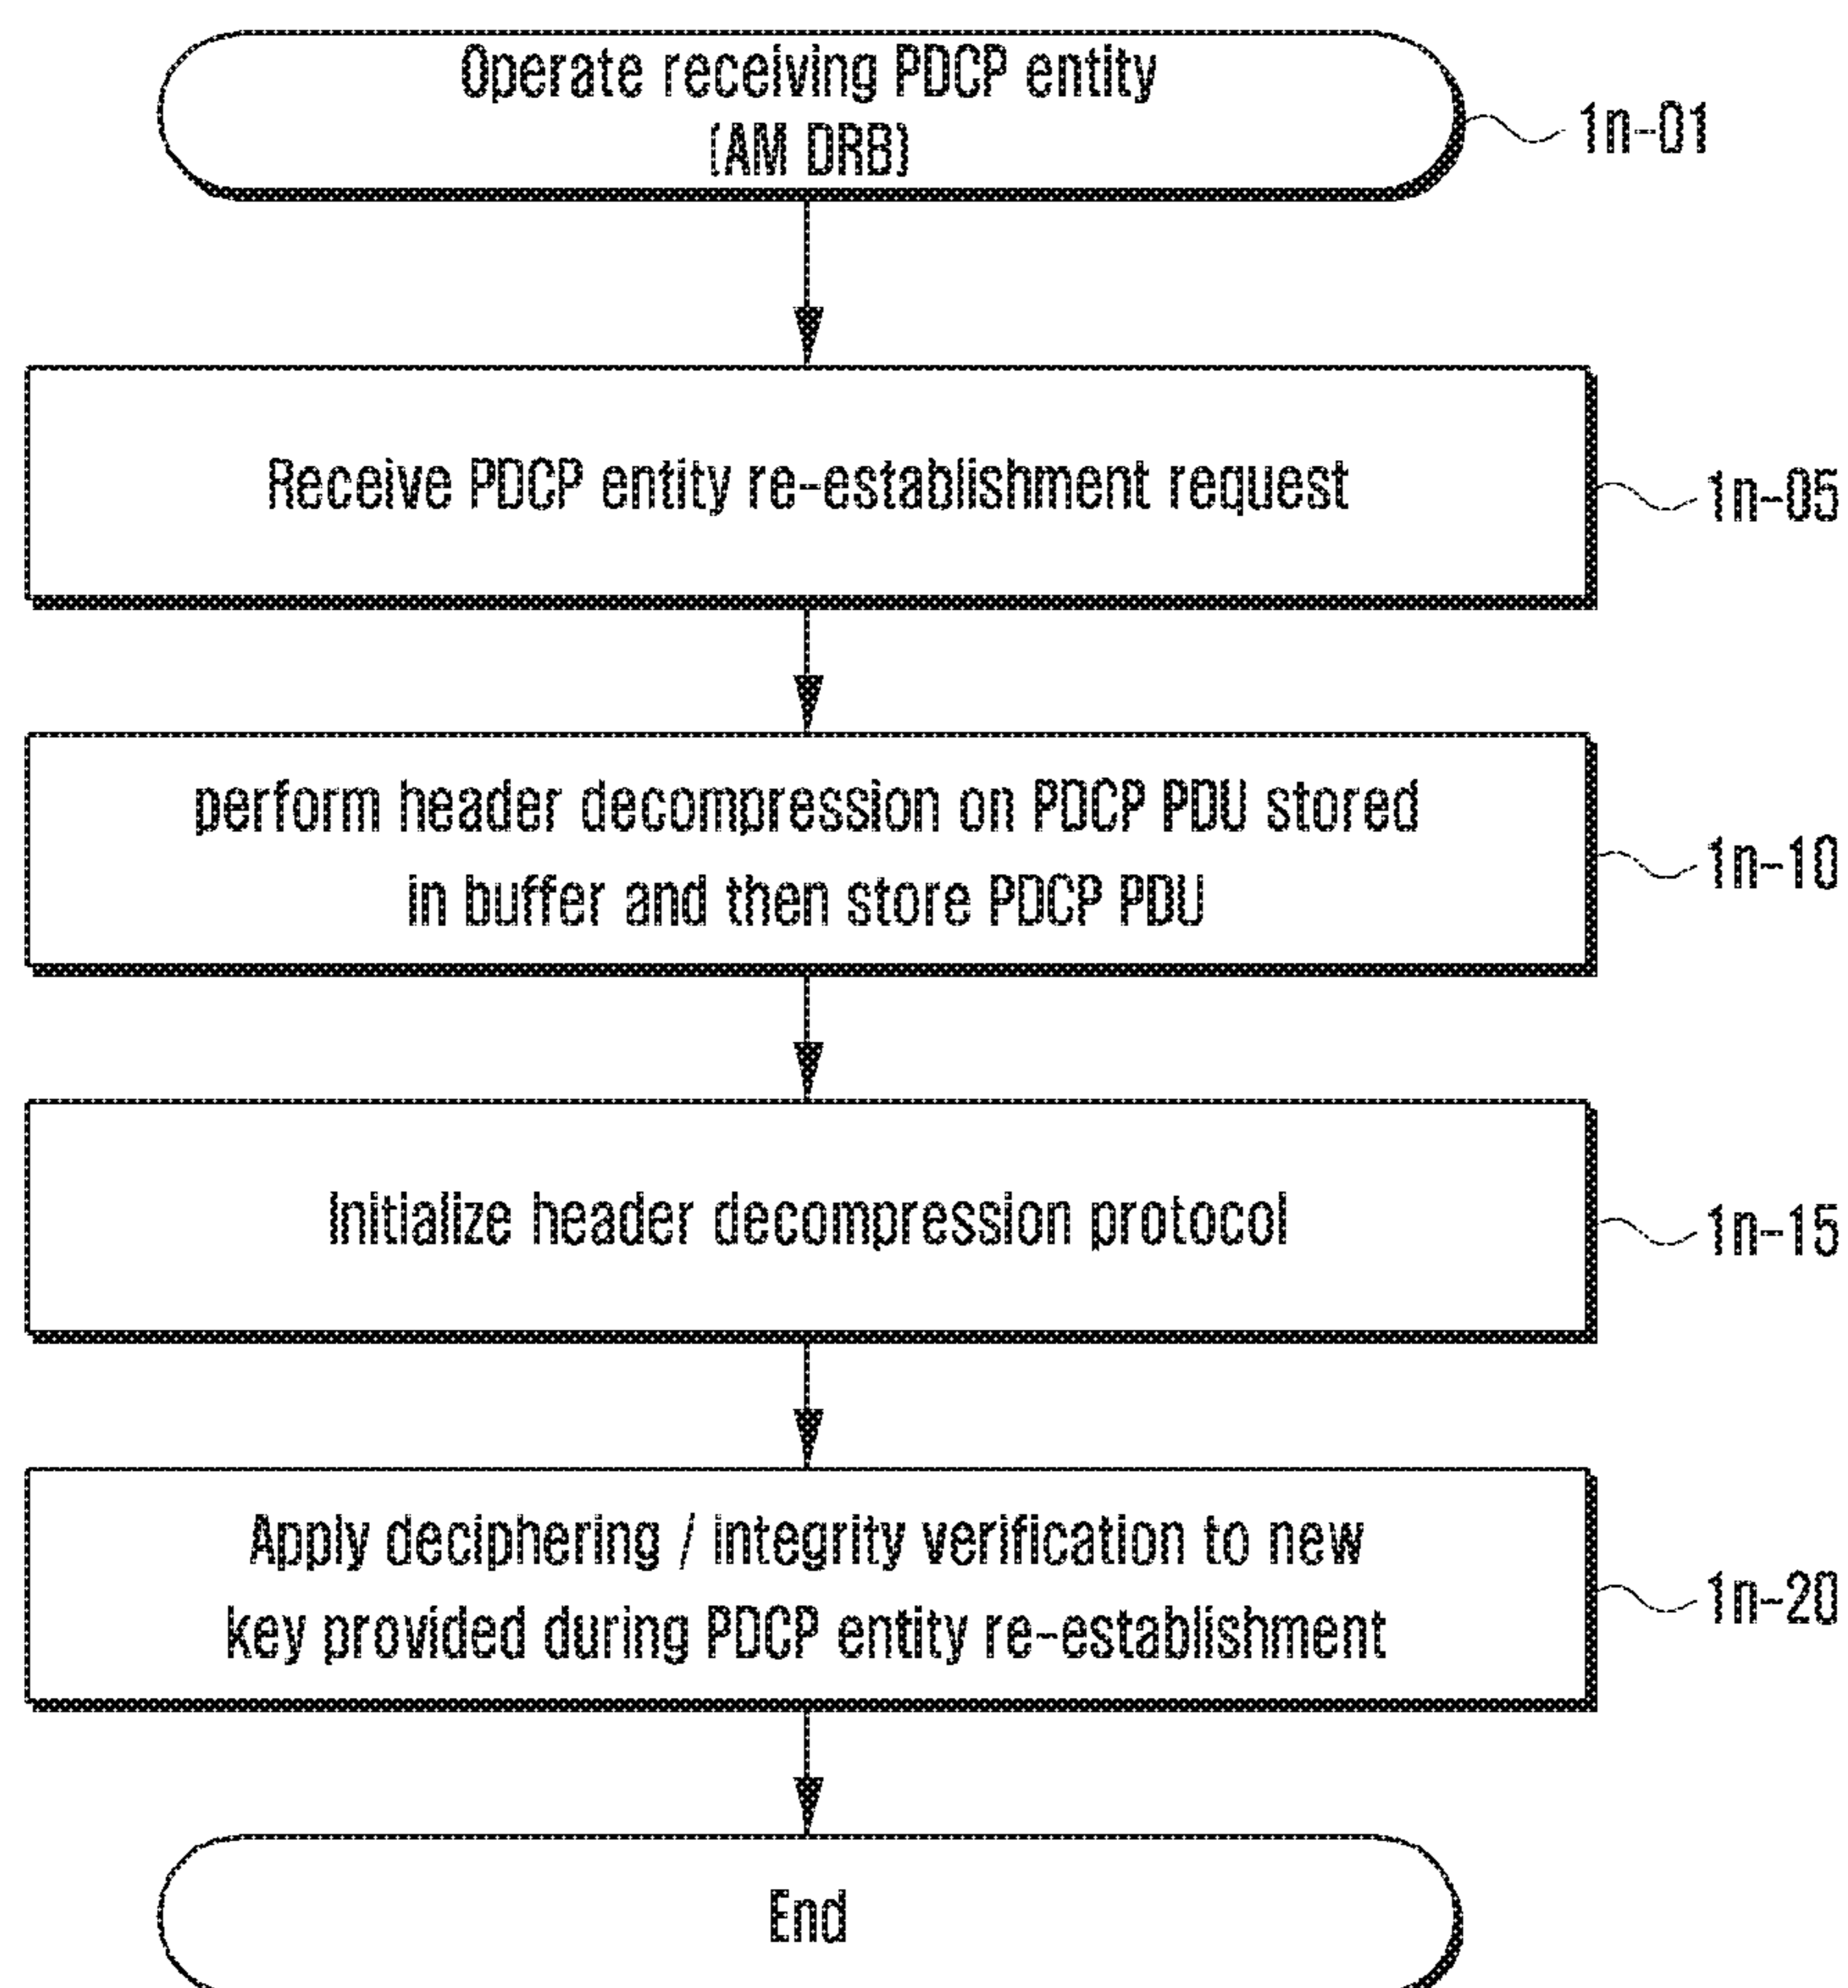 Operate receiving PDCP entity
(AM DRB)
1n-01
Receive PDCP entity re-establishment request
1n-05
perform header decompression on PDCP PDU stored
in buffer and then store PDCP PDU
1n-10
Initialize header decompression protocol
1n-15
Apply deciphering / integrity verification to new
key provided during PDCP entity re-establishment
1n-20
End